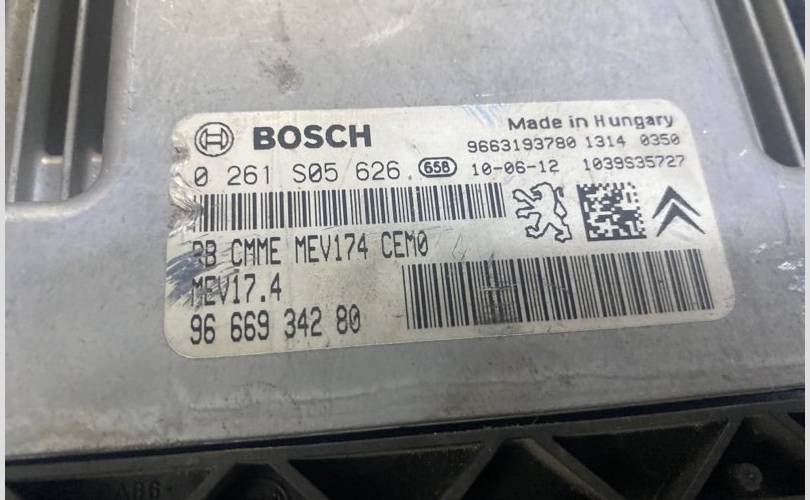 BOSCH
Made in Hungary
9663193780 1314 0350
0 261 S05 626. 65B 10-06-12 1039S35727
RB CMME MEV174 CEM0
MEV17.4
96 669 342 80